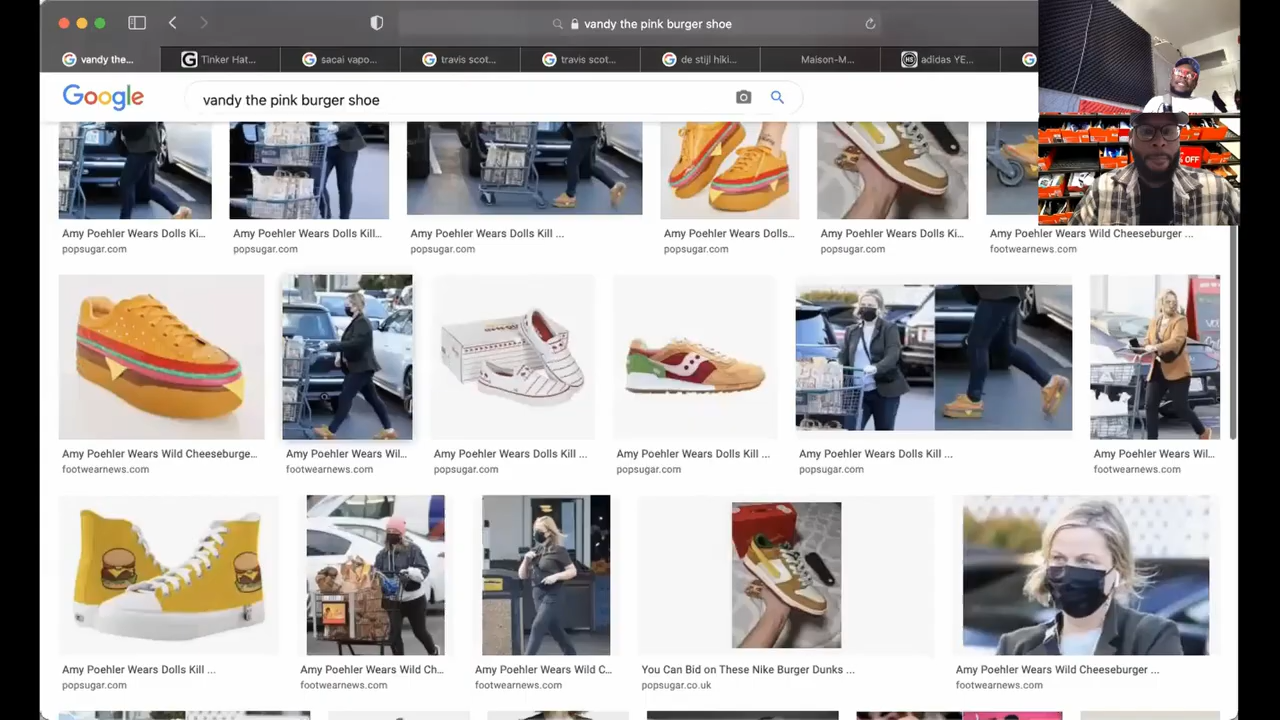 vandy the pink burger shoe
vandy the...
Tinker Hat...
sacai vapo...
travis scot...
travis scot...
de stijl hiki...
Maison-M...
adidas YE...
Google
vandy the pink burger shoe
% OFF
Amy Poehler Wears Dolls Ki...
popsugar.com
Amy Poehler Wears Dolls Kill...
popsugar.com
Amy Poehler Wears Dolls Kill ...
popsugar.com
Amy Poehler Wears Dolls...
popsugar.com
Amy Poehler Wears Dolls Ki...
popsugar.com
Amy Poehler Wears Wild Cheeseburger ...
footwearnews.com
Amy Poehler Wears Wild Cheeseburge...
footwearnews.com
Amy Poehler Wears Wil...
footwearnews.com
Amy Poehler Wears Dolls Kill ...
popsugar.com
Amy Poehler Wears Dolls Kill ...
popsugar.com
Amy Poehler Wears Dolls Kill ...
popsugar.com
Amy Poehler Wears Wil...
footwearnews.com
Amy Poehler Wears Dolls Kill ...
popsugar.com
Amy Poehler Wears Wild Ch...
footwearnews.com
Amy Poehler Wears Wild C...
footwearnews.com
You Can Bid on These Nike Burger Dunks ...
popsugar.co.uk
Amy Poehler Wears Wild Cheeseburger ...
footwearnews.com